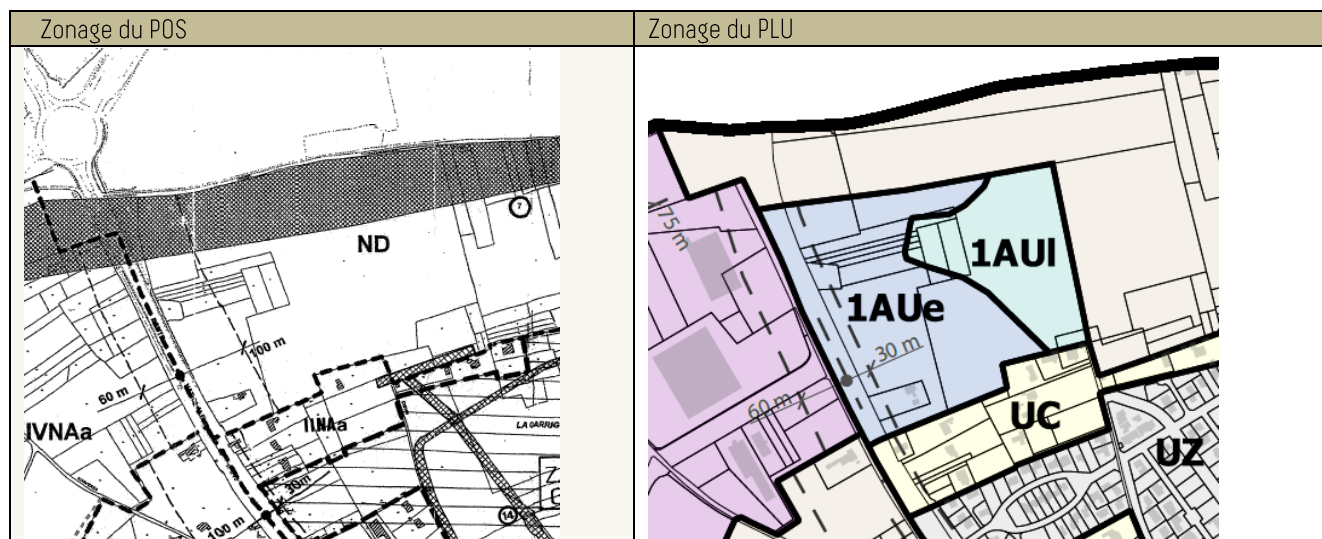 Zonage du POS
Zonage du PLU
7
ND
100 m
60 m
IVNAa
IINAa
LA GARRIG
30m
Z
14
100 m
75 m
1AUl
1AUe
30 m
60 m
UC
UZ